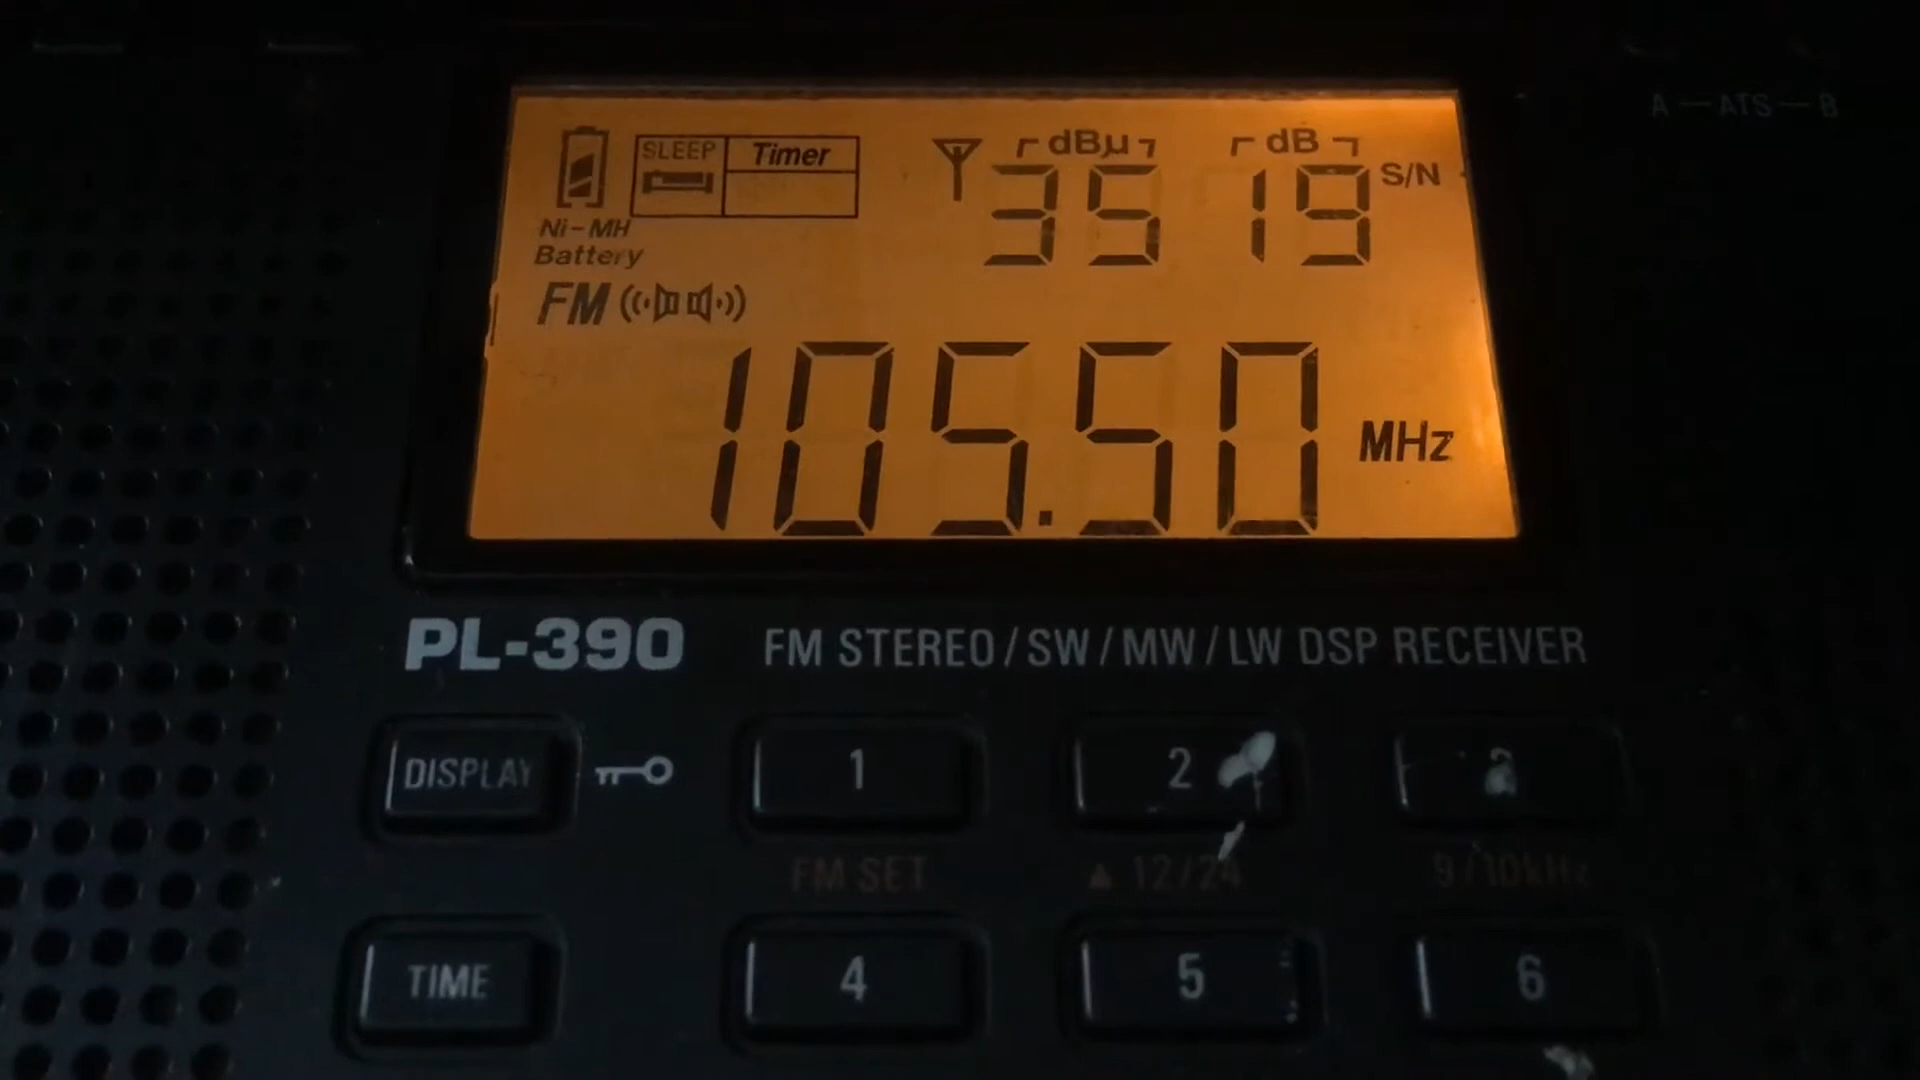 A — ATS — B
SLEEP Timer dBµ dB
35 19 S/N
Ni-MH
Battery
FM
105.50 MHz
PL-390 FM STEREO/SW/MW/LW DSP RECEIVER
DISPLAY 1 2
FM SET ▲ 12/24 9/10kHz
TIME 4 5 6